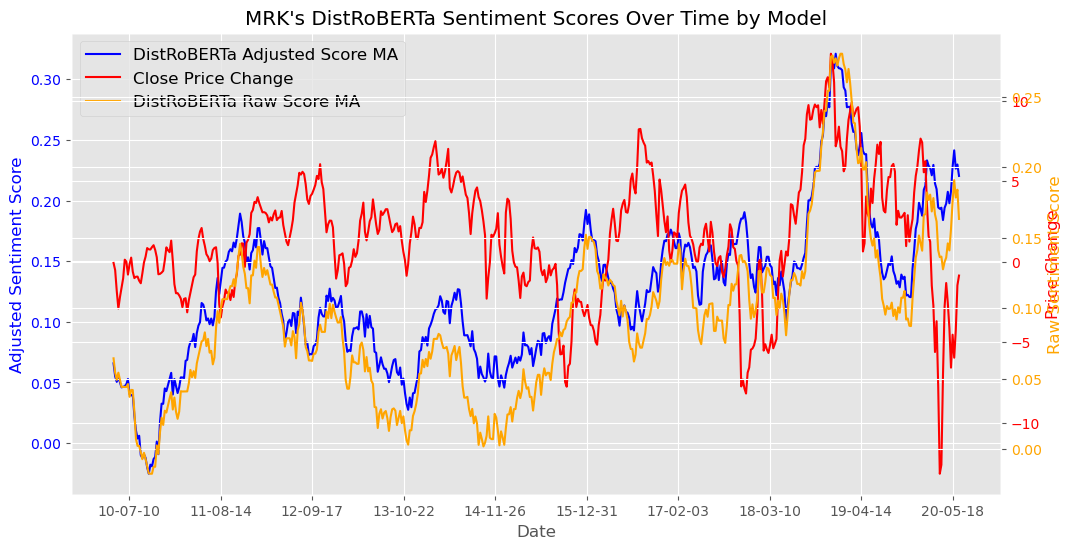 MRK's DistRoBERTa Sentiment Scores Over Time by Model
DistRoBERTa Adjusted Score MA
Close Price Change
DistRoBERTa Raw Score MA
Adjusted Sentiment Score
0.30
0.25
0.20
0.15
0.10
0.05
0.00
10
5
0
−5
−10
Price Change
0.25
0.20
0.15
0.10
0.05
0.00
Raw Sentiment Score
10-07-10 11-08-14 12-09-17 13-10-22 14-11-26 15-12-31 17-02-03 18-03-10 19-04-14 20-05-18
Date